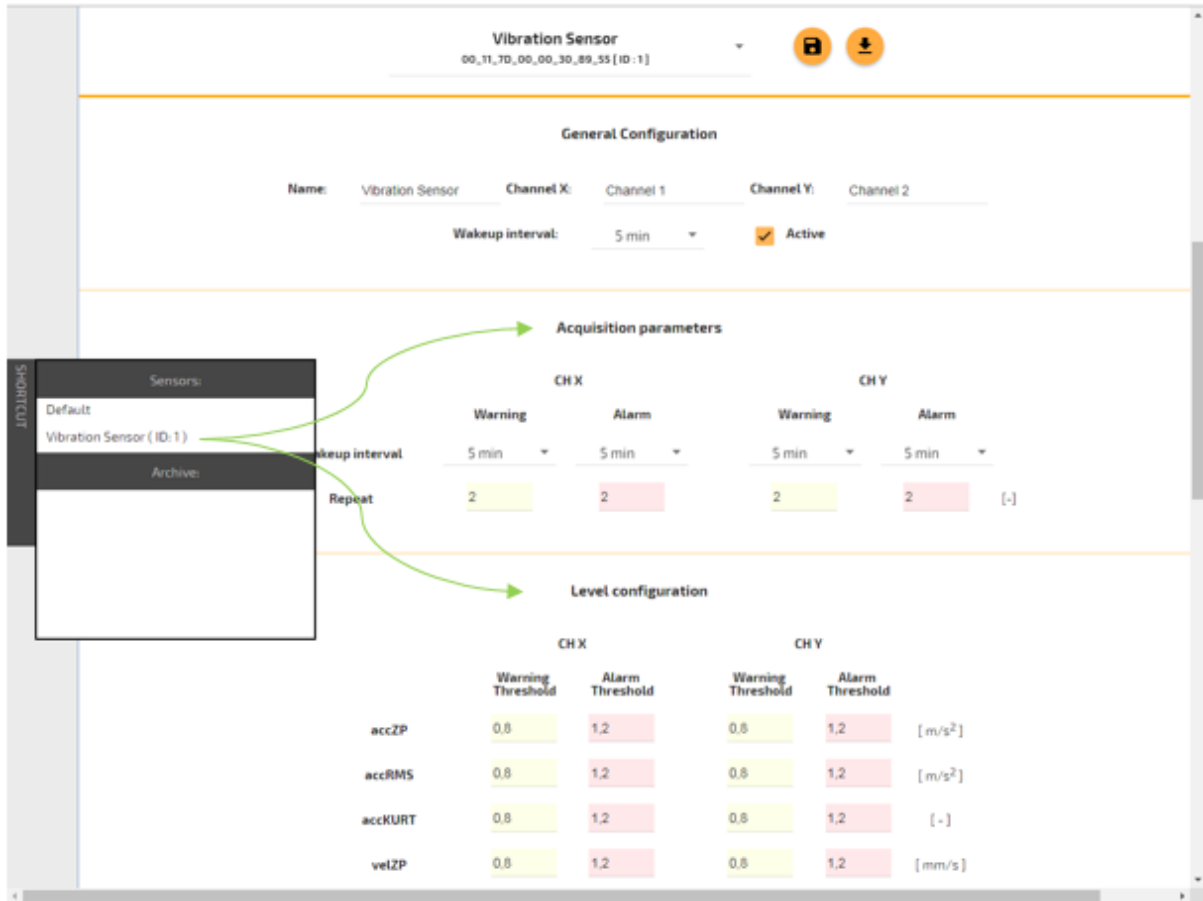 Vibration Sensor
00_11_7D_00_00_30_89_55 [ ID : 1 ]
General Configuration
Name: Vibration Sensor Channel X: Channel 1 Channel Y: Channel 2
Wakeup interval: 5 min Active
Acquisition parameters
CH X CH Y
Warning Alarm Warning Alarm
keup interval 5 min 5 min 5 min 5 min
Repeat 2 2 2 2 [-]
SHORTCUT
Sensors:
Default
Vibration Sensor ( ID: 1 )
Archive:
Level configuration
CH X CH Y
Warning Alarm Warning Alarm
Threshold Threshold Threshold Threshold
accZP 0,8 1,2 0,8 1,2 [ m/s² ]
accRMS 0,8 1,2 0,8 1,2 [ m/s² ]
accKURT 0,8 1,2 0,8 1,2 [ - ]
velZP 0,8 1,2 0,8 1,2 [ mm/s ]